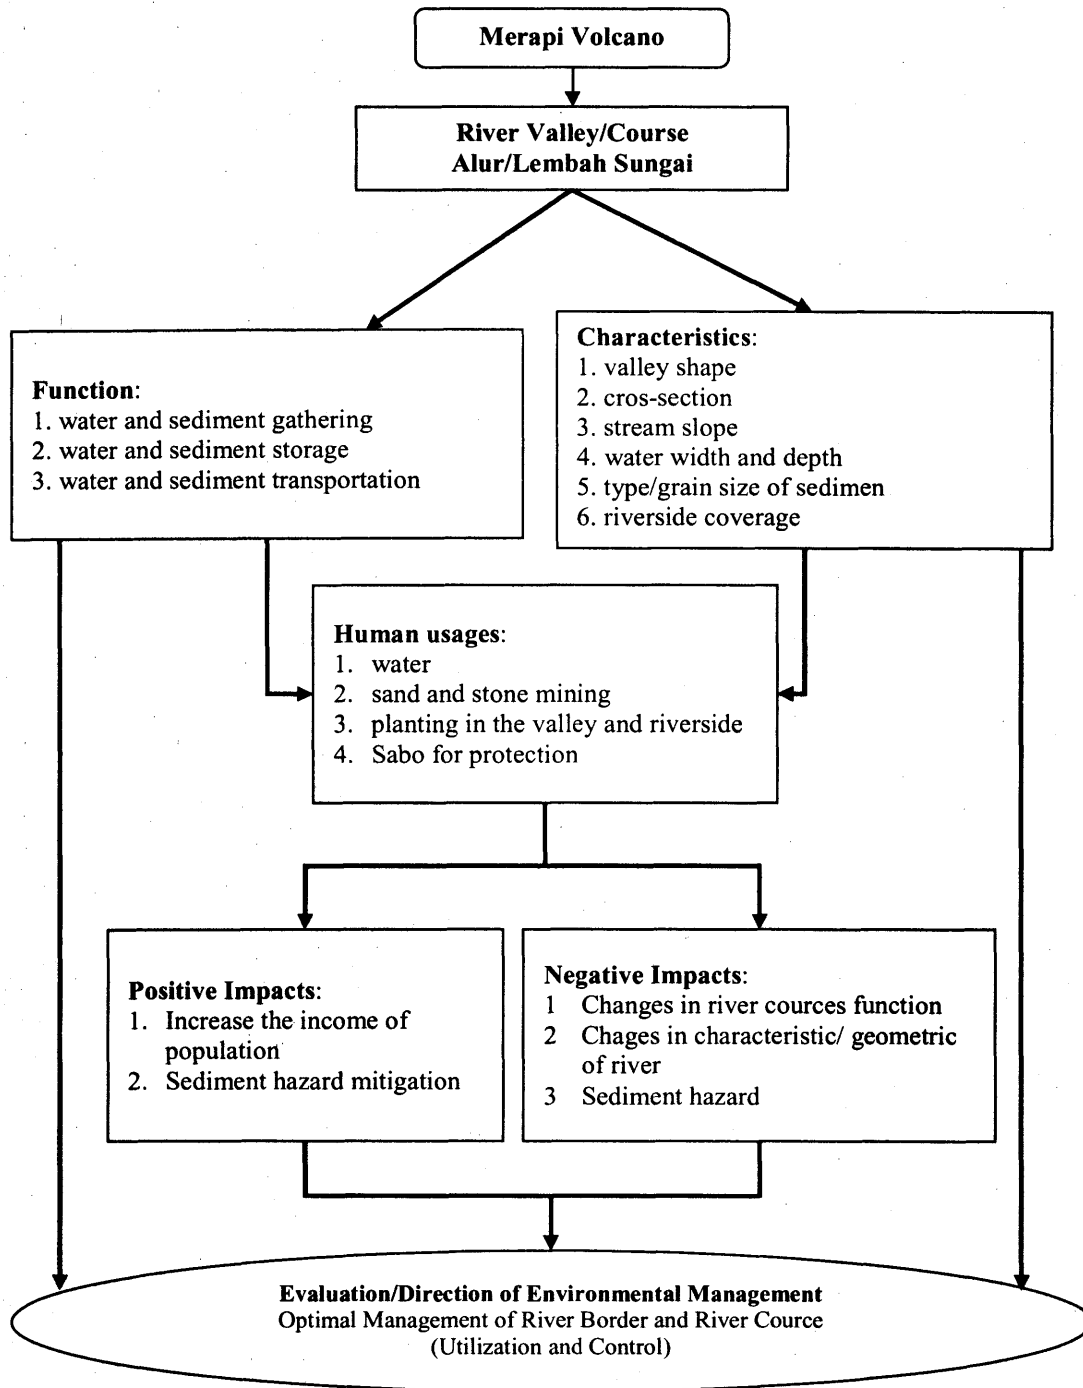 Merapi Volcano
River Valley/Course
Alur/Lembah Sungai
Function:
1. water and sediment gathering
2. water and sediment storage
3. water and sediment transportation
Characteristics:
1. valley shape
2. cros-section
3. stream slope
4. water width and depth
5. type/grain size of sedimen
6. riverside coverage
Human usages:
1. water
2. sand and stone mining
3. planting in the valley and riverside
4. Sabo for protection
Positive Impacts:
1. Increase the income of
population
2. Sediment hazard mitigation
Negative Impacts:
1 Changes in river cources function
2 Chages in characteristic/ geometric
of river
3 Sediment hazard
Evaluation/Direction of Environmental Management
Optimal Management of River Border and River Cource
(Utilization and Control)